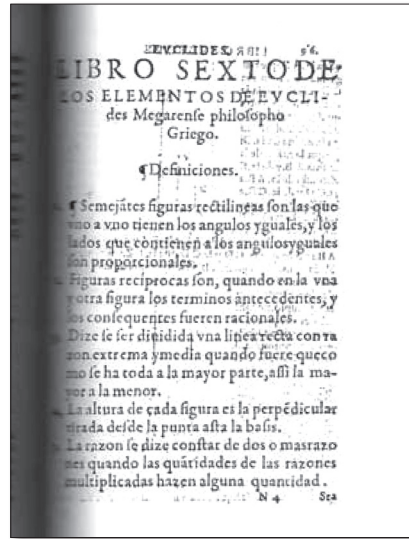 EVCLIDES. 96.
LIBRO SEXTO DE
LOS ELEMENTOS DE EVCLI-
des Megarenſe philoſopho
Griego.
¶Definiciones.
¶ Semejãtes figuras rectilineas ſon las que
vno a vno tienen los angulos yguales, y los
lados que contienen a los angulos yguales
ſon proporcionales.
Figuras reciprocas ſon, quando en la vna
y otra figura los terminos antecedentes, y
los conſequentes fueren racionales.
Dize ſe ſer diuidida vna linea recta con ra
zon extrema y media quando fuere que co
mo ſe ha toda a la mayor parte, aſſi la ma-
yor a la menor.
La altura de cada figura es la perpẽdicular
tirada deſde la punta aſta la baſis.
La razon ſe dize conſtar de dos o mas razo
nes quando las quãtidades de las razones
multiplicadas hazen alguna quantidad.
N 4 Sea